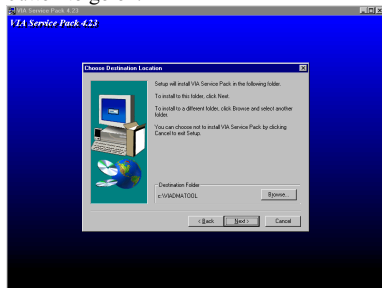 VIA Service Pack 4.23
VIA Service Pack 4.23
Choose Destination Location
Setup will install VIA Service Pack in the following folder.
To install to this folder, click Next.
To install to a different folder, click Browse and select another
folder.
You can choose not to install VIA Service Pack by clicking
Cancel to exit Setup.
Destination Folder
c:\VIADMATOOL
Browse...
< Back
Next >
Cancel